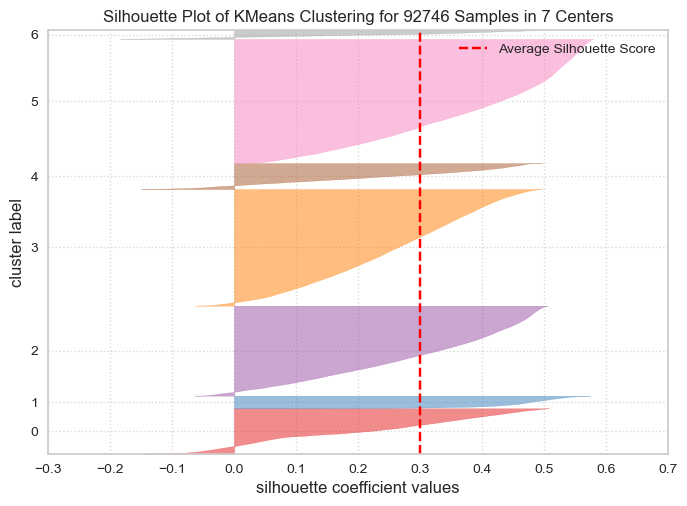 Silhouette Plot of KMeans Clustering for 92746 Samples in 7 Centers
Average Silhouette Score
6
5
4
3
2
1
0
cluster label
−0.3 −0.2 −0.1 0.0 0.1 0.2 0.3 0.4 0.5 0.6 0.7
silhouette coefficient values